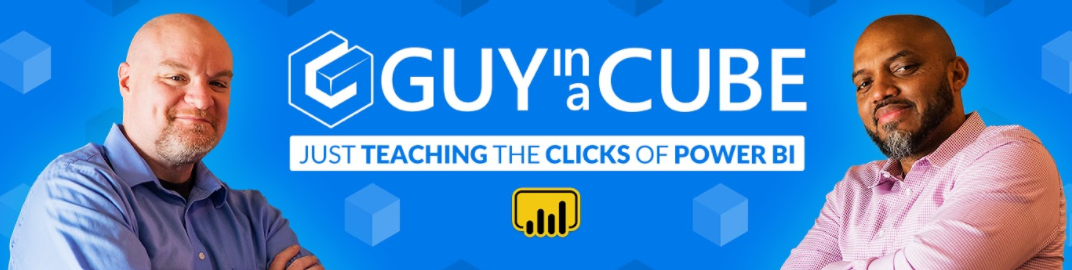 GUY in a CUBE
JUST TEACHING THE CLICKS OF POWER BI